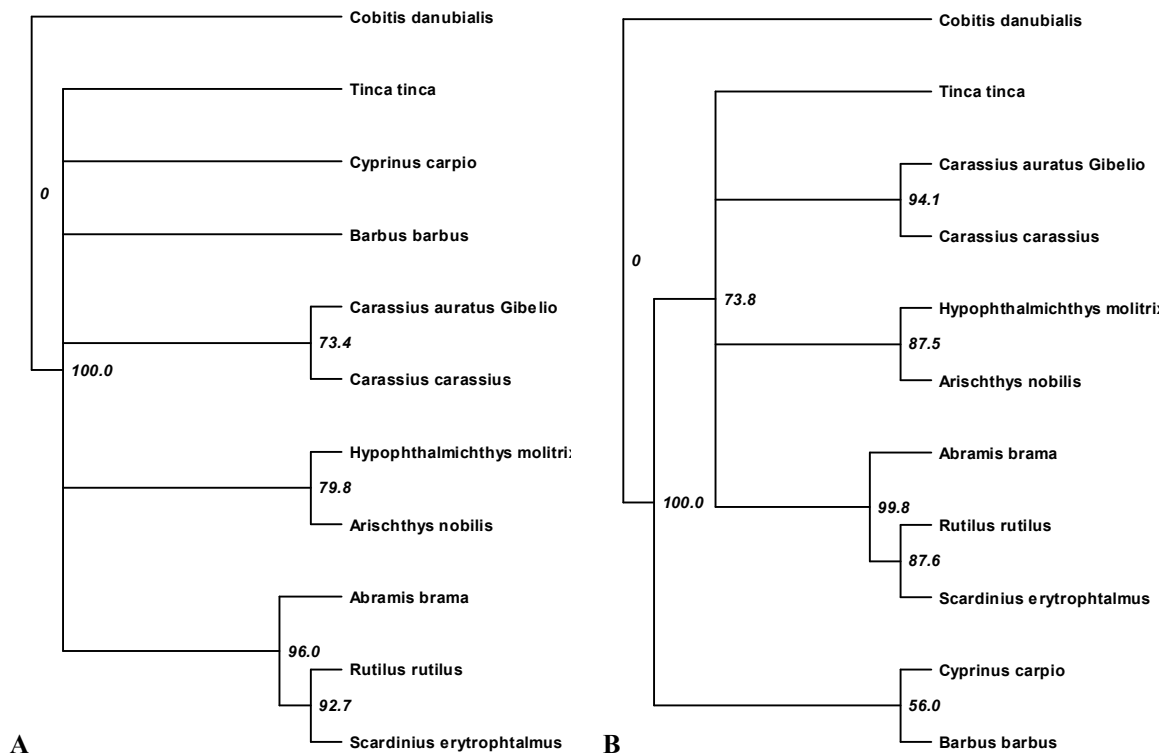 Cobitis danubialis
Tinca tinca
Cyprinus carpio
0
Barbus barbus
Carassius auratus Gibelio
73.4
100.0
Carassius carassius
Hypophthalmichthys molitrix
79.8
Arischthys nobilis
Abramis brama
96.0
Rutilus rutilus
92.7
Scardinius erytrophtalmus
A
Cobitis danubialis
Tinca tinca
Carassius auratus Gibelio
94.1
Carassius carassius
0
73.8
Hypophthalmichthys molitrix
87.5
Arischthys nobilis
Abramis brama
100.0
99.8
Rutilus rutilus
87.6
Scardinius erytrophtalmus
Cyprinus carpio
56.0
Barbus barbus
B